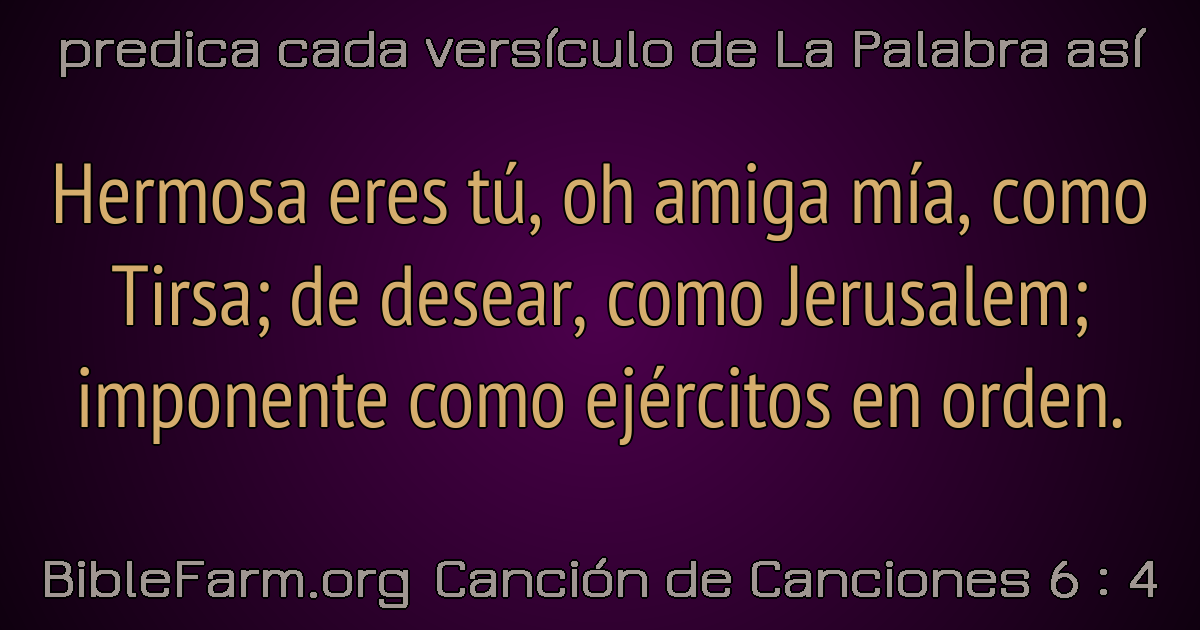 predica cada versículo de La Palabra así
Hermosa eres tú, oh amiga mía, como
Tirsa; de desear, como Jerusalem;
imponente como ejércitos en orden.
BibleFarm.org Canción de Canciones 6 : 4